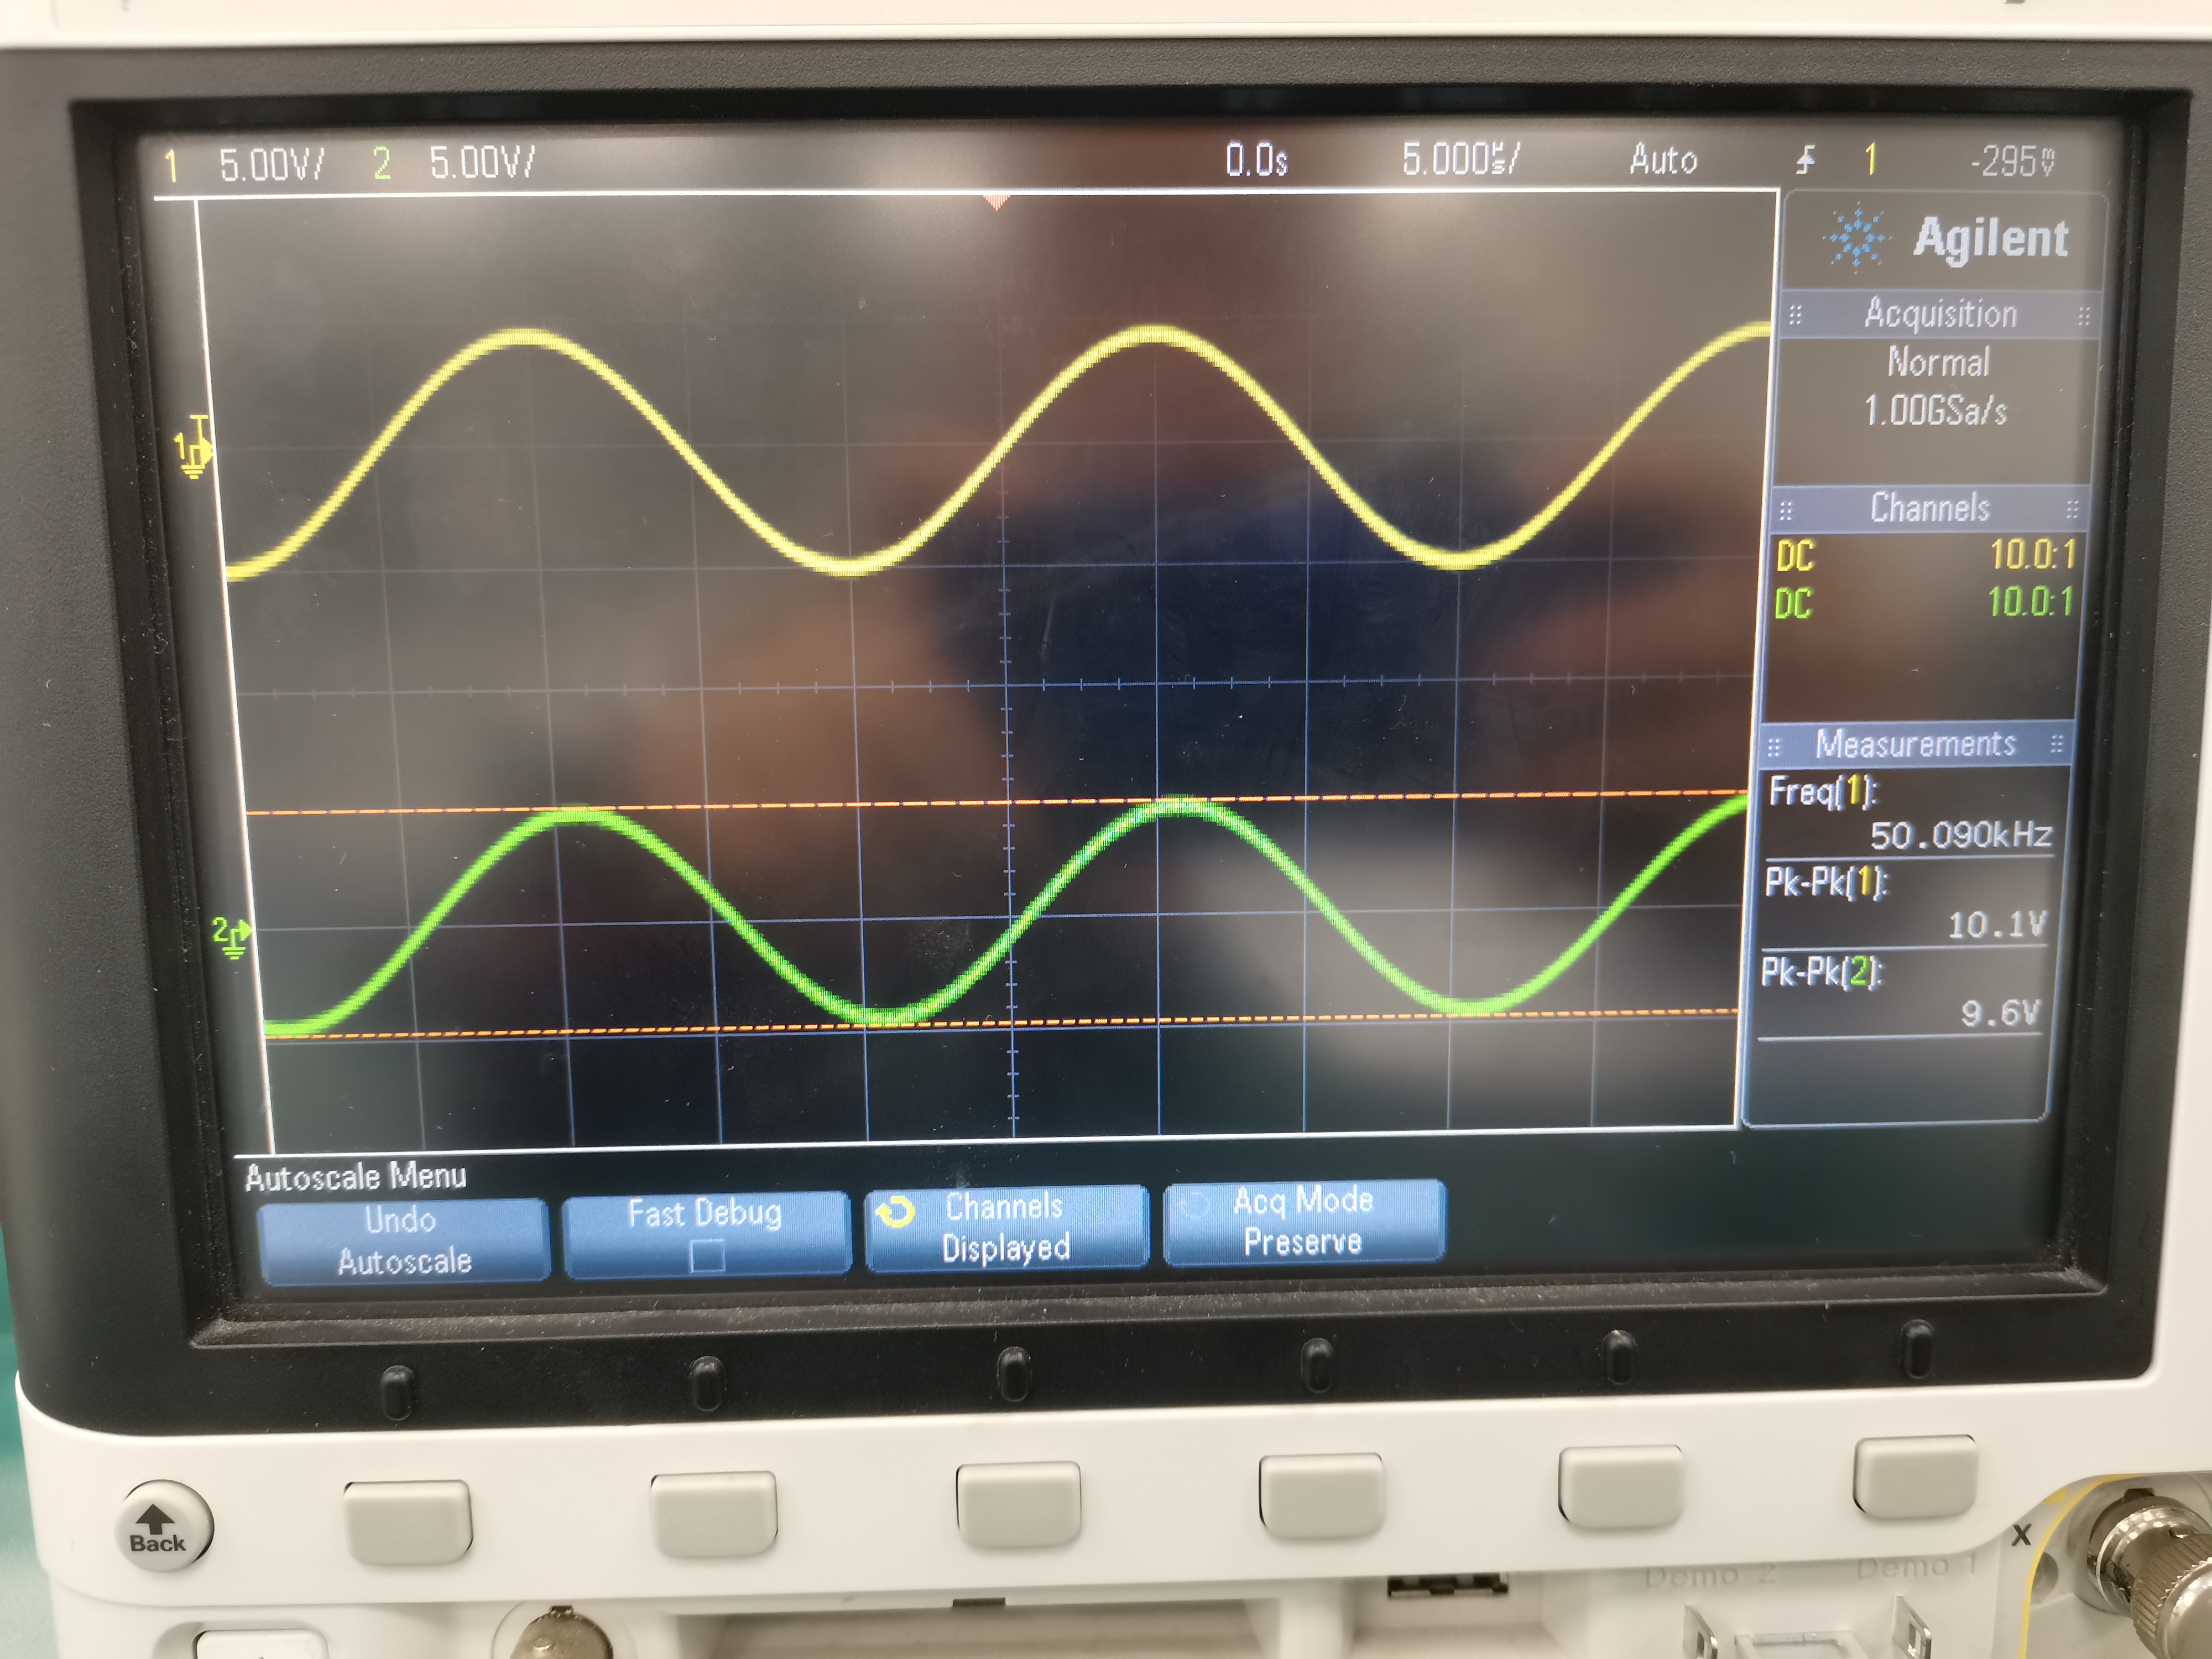 1 5.00V/ 2 5.00V/ 0.0s 5.000µs/ Auto 1 -295mV
Agilent
Acquisition
Normal
1.00GSa/s
Channels
DC 10.0:1
DC 10.0:1
Measurements
Freq(1):
50.090kHz
Pk-Pk(1):
10.1V
Pk-Pk(2):
9.6V
T
1
2
Autoscale Menu
Undo
Autoscale
Fast Debug
Channels
Displayed
Acq Mode
Preserve
Back
X
Demo 2 Demo 1